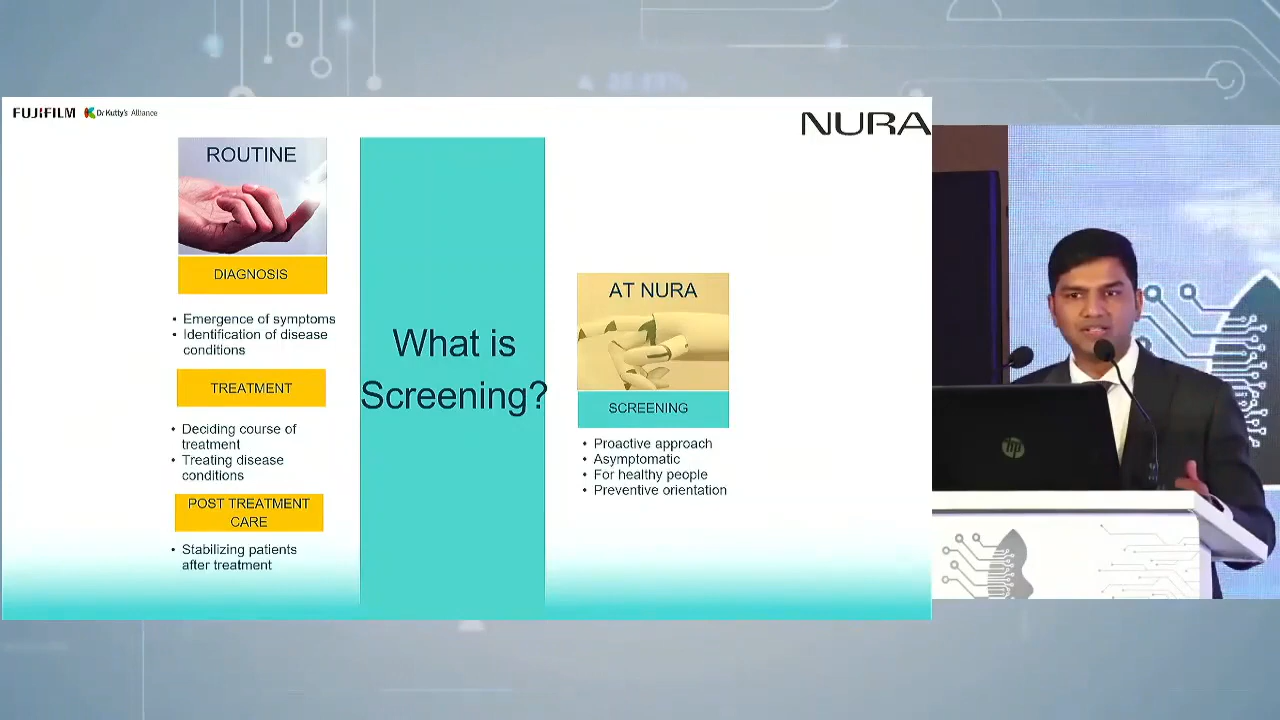 FUJIFILM Dr Kutty's Alliance
NURA
ROUTINE
DIAGNOSIS
• Emergence of symptoms
• Identification of disease
conditions
TREATMENT
• Deciding course of
treatment
• Treating disease
conditions
POST TREATMENT
CARE
• Stabilizing patients
after treatment
What is
Screening?
AT NURA
SCREENING
• Proactive approach
• Asymptomatic
• For healthy people
• Preventive orientation
hp